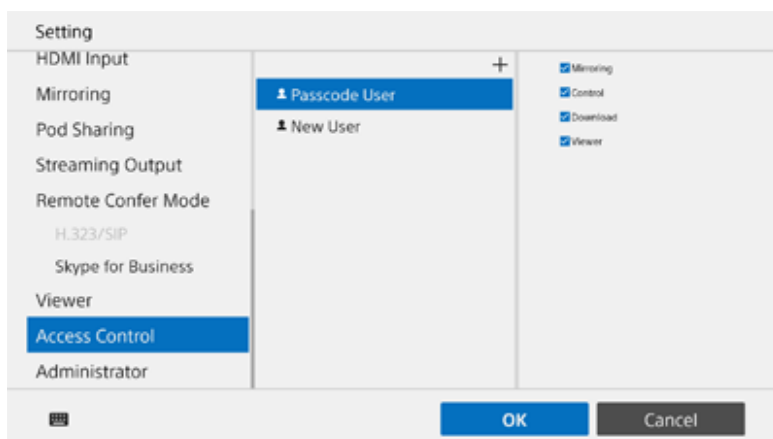 Setting
HDMI Input
Mirroring
Pod Sharing
Streaming Output
Remote Confer Mode
H.323/SIP
Skype for Business
Viewer
Access Control
Administrator
+
Passcode User
New User
Mirroring
Control
Download
Viewer
OK
Cancel